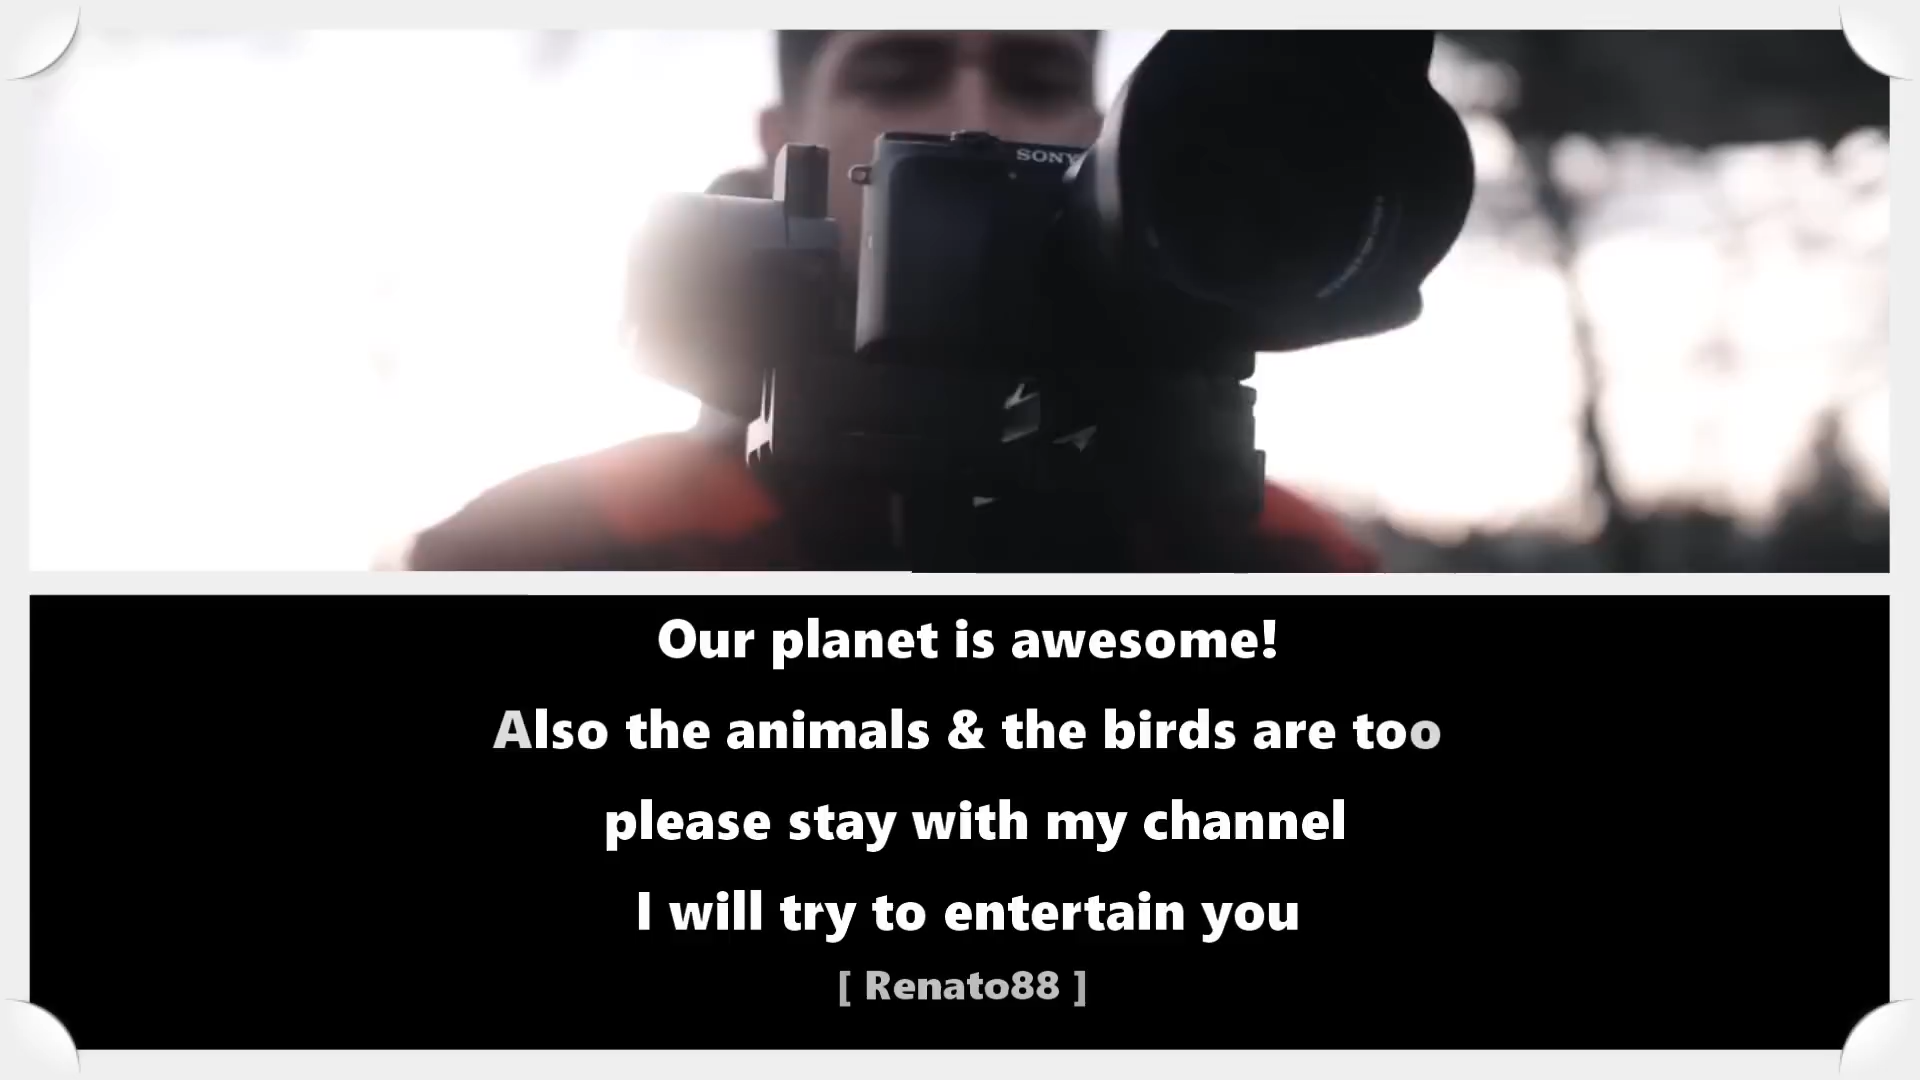 SONY
Our planet is awesome!
Also the animals & the birds are too
please stay with my channel
I will try to entertain you
[ Renato88 ]